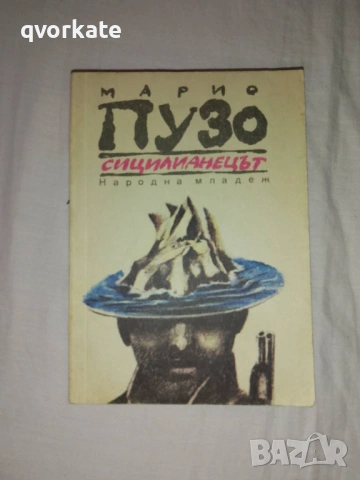 qvorkate
МАРИО
ПУЗО
СИЦИЛИАНЕЦЪТ
Народна младеж
BAZAR